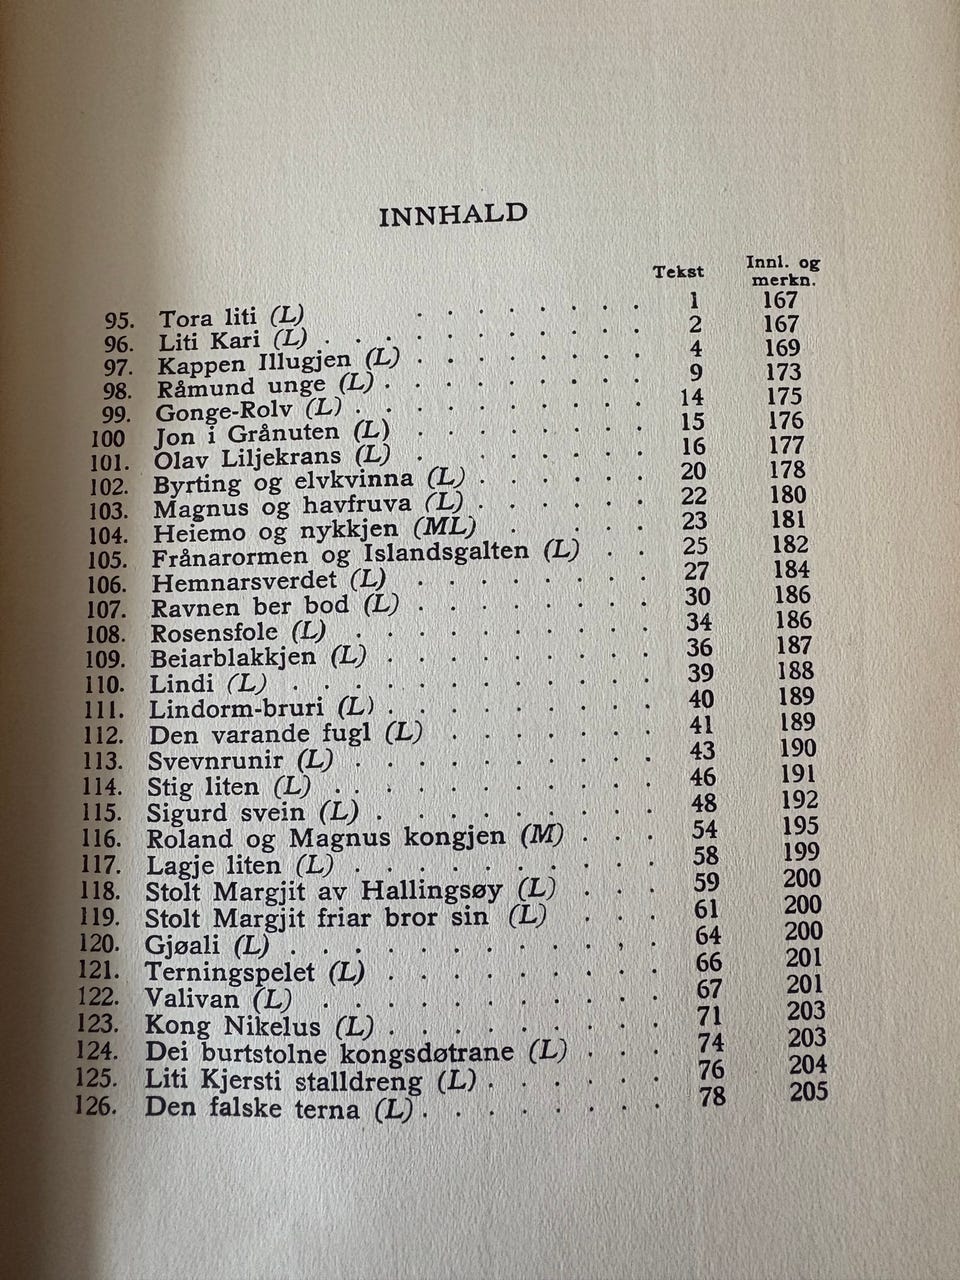 INNHALD
Tekst Innl. og
merkn.
95. Tora liti (L) . . . . . . . . 1 167
96. Liti Kari (L) . . . . . . . . . . 2 167
97. Kappen Illugjen (L) . . . . . . . . 4 169
98. Råmund unge (L) . . . . . . . . . 9 173
99. Gonge-Rolv (L) . . . . . . . . . . 14 175
100 Jon i Grånuten (L) . . . . . . . . 15 176
101. Olav Liljekrans (L) . . . . . . . 16 177
102. Byrting og elvkvinna (L) . . . . . . 20 178
103. Magnus og havfruva (L) . . . . . . 22 180
104. Heiemo og nykkjen (ML) . . . . 23 181
105. Frånarormen og Islandsgalten (L) . . 25 182
106. Hemnarsverdet (L) . . . . . . . . 27 184
107. Ravnen ber bod (L) . . . . . . . . 30 186
108. Rosensfole (L) . . . . . . . . . . 34 186
109. Beiarblakkjen (L) . . . . . . . . . 36 187
110. Lindi (L) . . . . . . . . . . . . 39 188
111. Lindorm-bruri (L) . . . . . . . . . 40 189
112. Den varande fugl (L) . . . . . . . 41 189
113. Svevnrunir (L) . . . . . . . . . . 43 190
114. Stig liten (L) . . . . . . . . . . . 46 191
115. Sigurd svein (L) . . . . . . . . . 48 192
116. Roland og Magnus kongjen (M) . . . 54 195
117. Lagje liten (L) . . . . . . . . . . 58 199
118. Stolt Margjit av Hallingsøy (L) . . . 59 200
119. Stolt Margjit friar bror sin (L) . . . 61 200
120. Gjøali (L) . . . . . . . . . . . . 64 200
121. Terningspelet (L) . . . . . . . . . 66 201
122. Valivan (L) . . . . . . . . . . . 67 201
123. Kong Nikelus (L) . . . . . . . . . 71 203
124. Dei burtstolne kongsdøtrane (L) . . . 74 203
125. Liti Kjersti stalldreng (L) . . . . . . 76 204
126. Den falske terna (L) . . . . . . . . 78 205